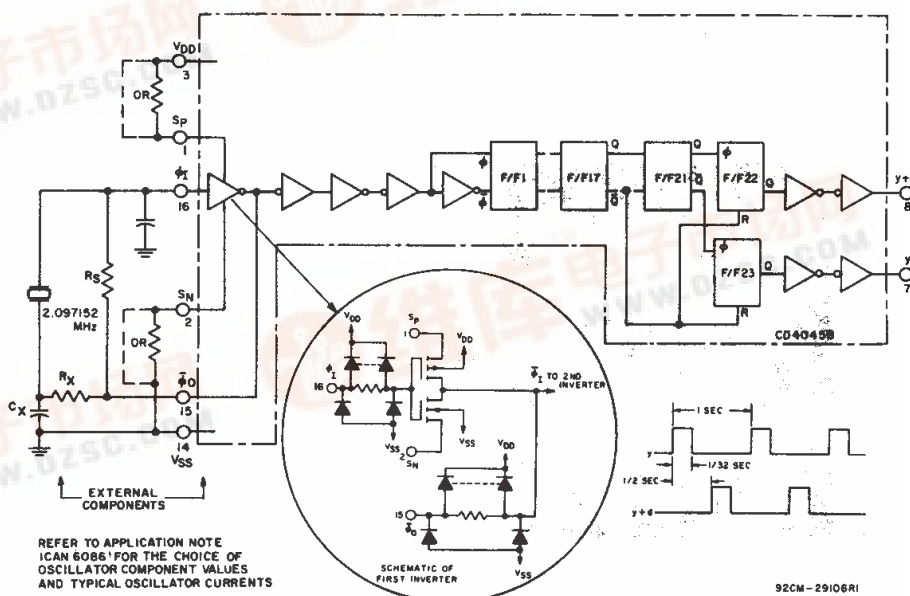 VDD
3
OR
SP
1
φI
16
RS
2.097152
MHz
SN
2
OR
RX
CX
φ̅O
15
14
VSS
EXTERNAL
COMPONENTS
REFER TO APPLICATION NOTE
ICAN 6086 FOR THE CHOICE OF
OSCILLATOR COMPONENT VALUES
AND TYPICAL OSCILLATOR CURRENTS
φ
φ̅
F/F1
F/F17
Q
Q̅
F/F21
Q
Q̅
φ
F/F22
Q
R
φ
F/F23
Q
R
y+
8
y
7
CD4045B
SP
1
VDD
VDD
φI
16
φ̅I TO 2ND
INVERTER
VSS
VSS
2
SN
VDD
15
φ̅O
VSS
SCHEMATIC OF
FIRST INVERTER
1 SEC
y
1/32 SEC
1/2 SEC
y+d
92CM-29106R1